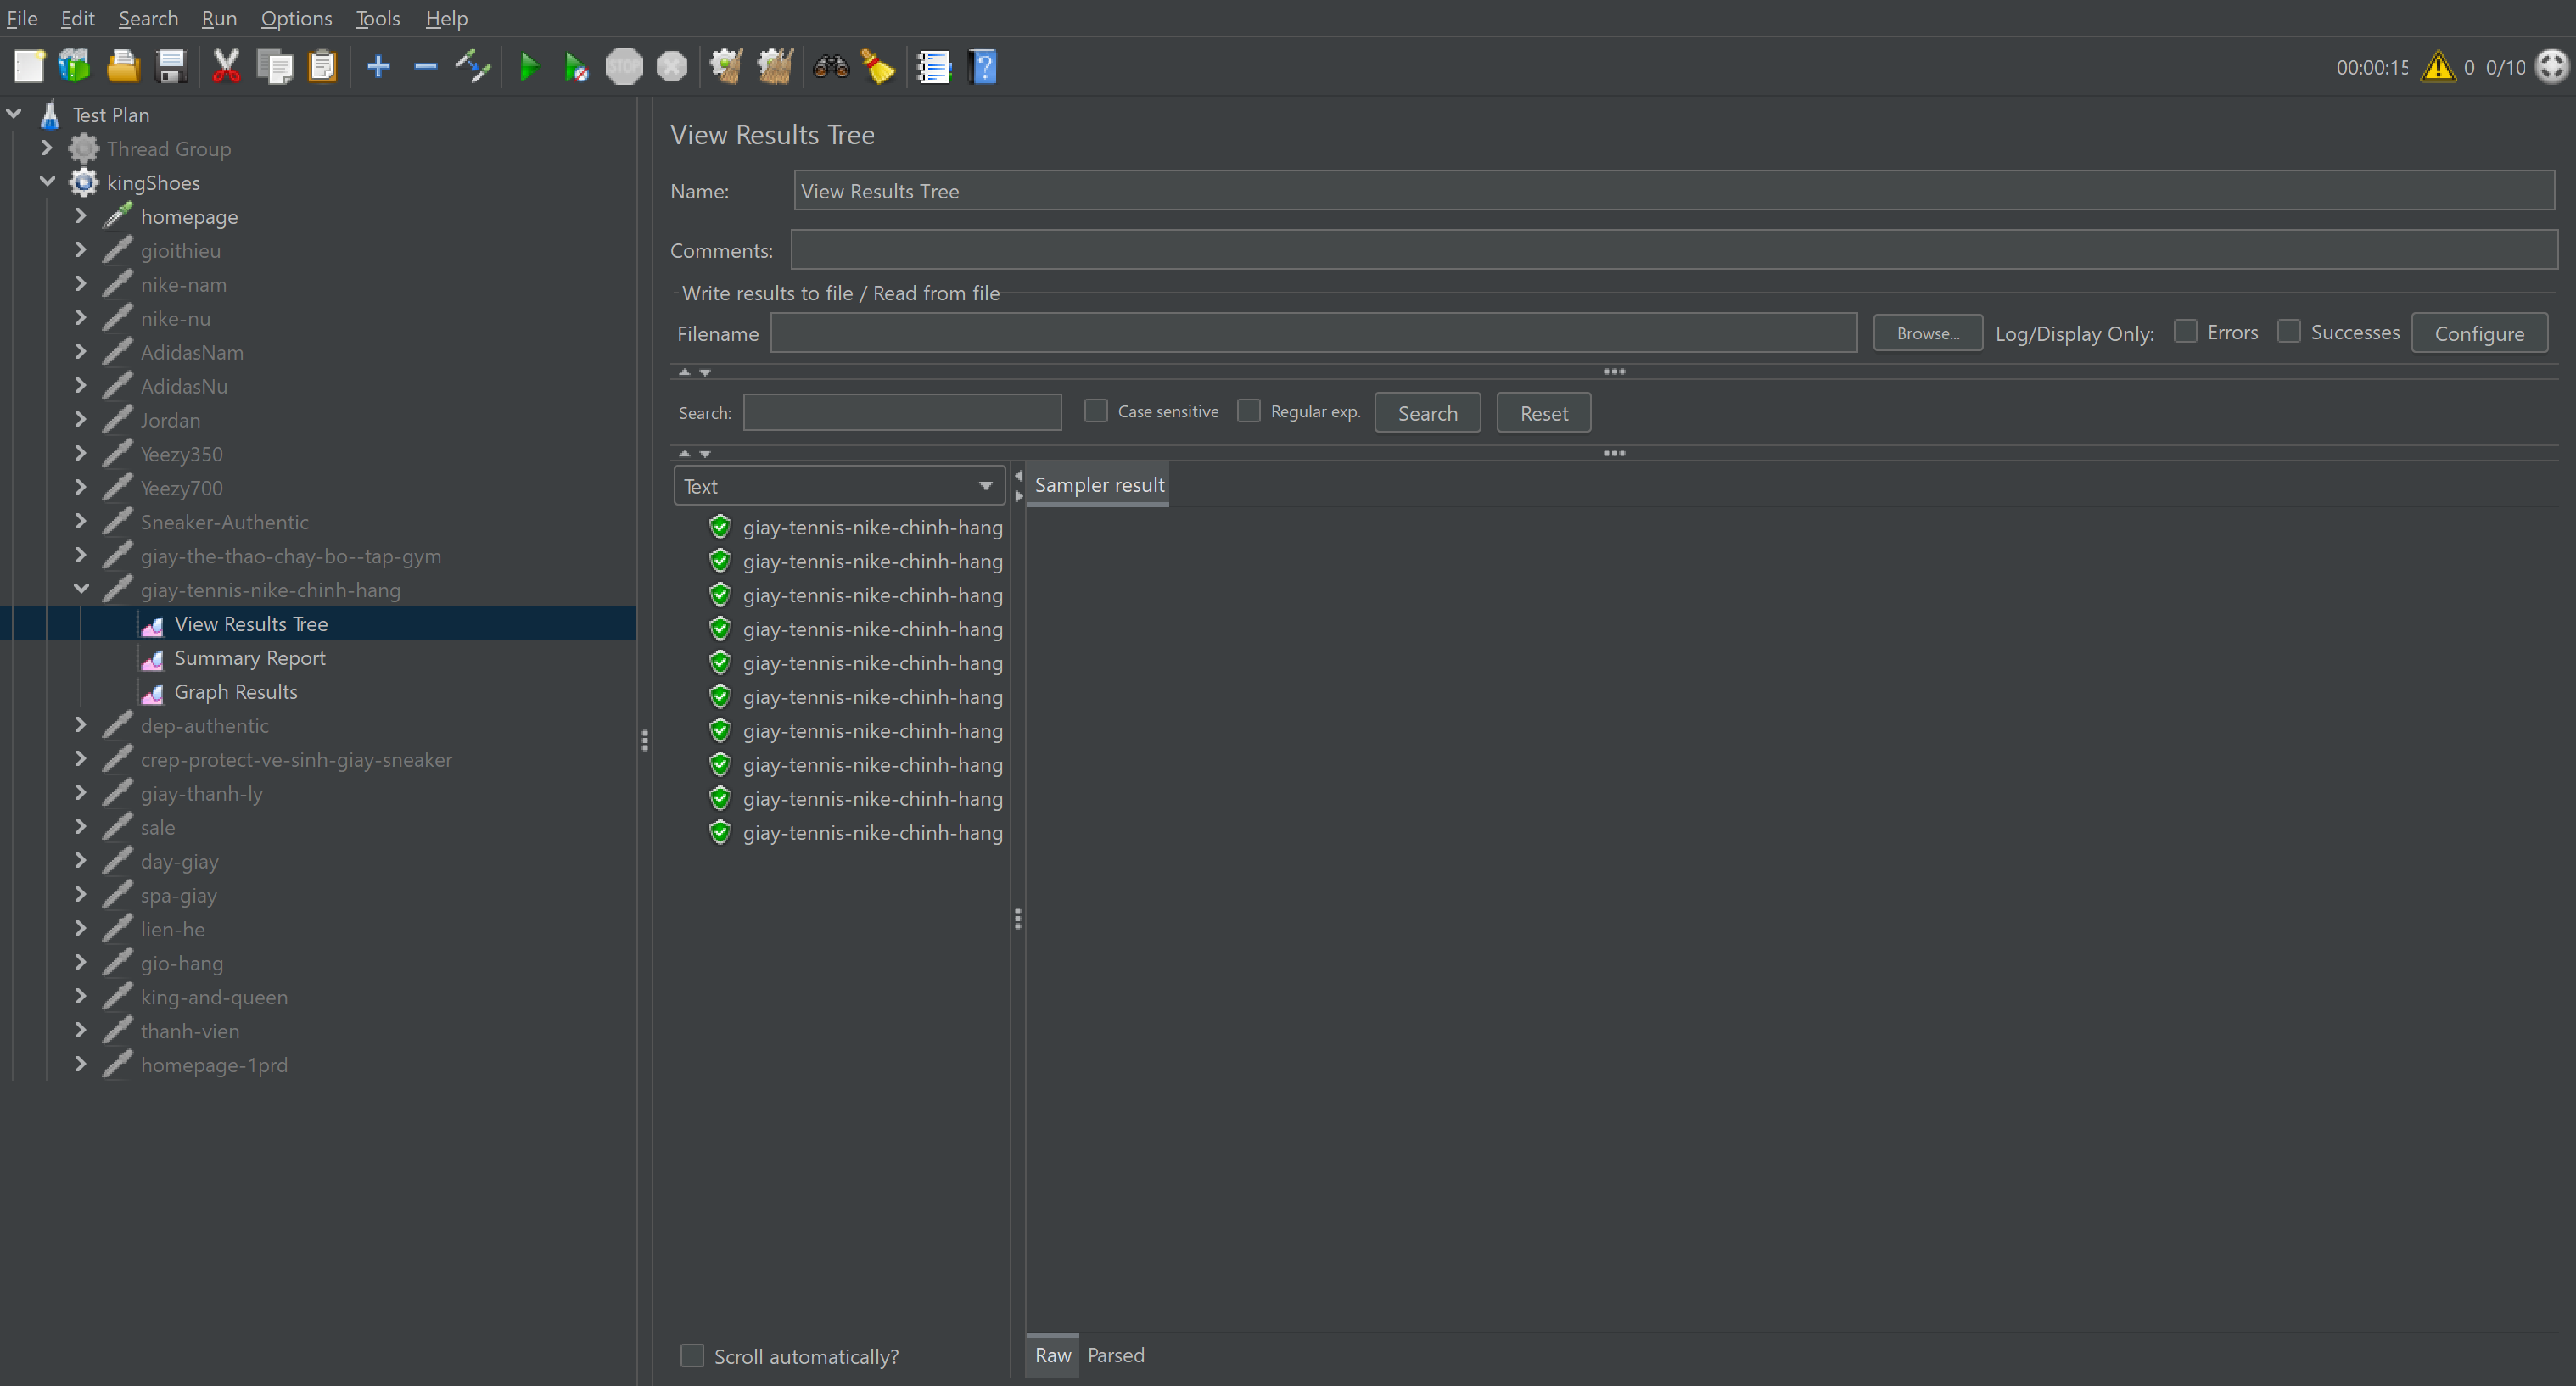 File Edit Search Run Options Tools Help
STOP
?
00:00:15 0 0/10
Test Plan
Thread Group
kingShoes
homepage
gioithieu
nike-nam
nike-nu
AdidasNam
AdidasNu
Jordan
Yeezy350
Yeezy700
Sneaker-Authentic
giay-the-thao-chay-bo--tap-gym
giay-tennis-nike-chinh-hang
View Results Tree
Summary Report
Graph Results
dep-authentic
crep-protect-ve-sinh-giay-sneaker
giay-thanh-ly
sale
day-giay
spa-giay
lien-he
gio-hang
king-and-queen
thanh-vien
homepage-1prd
View Results Tree
Name: View Results Tree
Comments:
Write results to file / Read from file
Filename Browse... Log/Display Only: Errors Successes Configure
Search: Case sensitive Regular exp. Search Reset
Text
Sampler result
giay-tennis-nike-chinh-hang
giay-tennis-nike-chinh-hang
giay-tennis-nike-chinh-hang
giay-tennis-nike-chinh-hang
giay-tennis-nike-chinh-hang
giay-tennis-nike-chinh-hang
giay-tennis-nike-chinh-hang
giay-tennis-nike-chinh-hang
giay-tennis-nike-chinh-hang
giay-tennis-nike-chinh-hang
Scroll automatically?
Raw Parsed